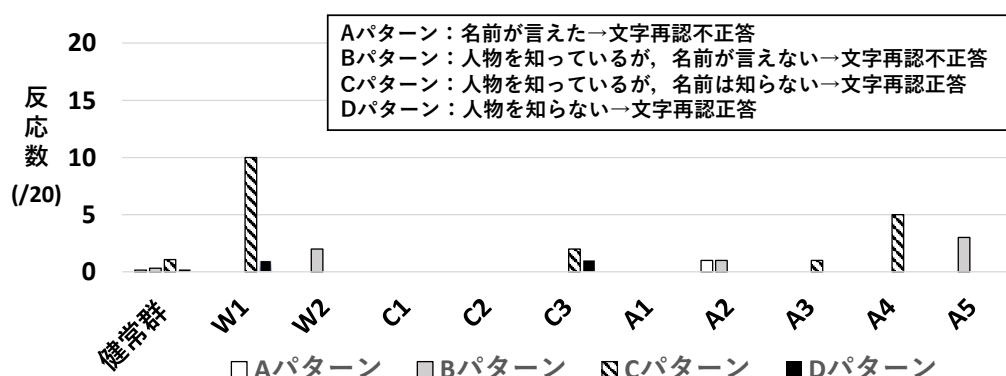 Aパターン：名前が言えた→文字再認不正答
Bパターン：人物を知っているが，名前が言えない→文字再認不正答
Cパターン：人物を知っているが，名前は知らない→文字再認正答
Dパターン：人物を知らない→文字再認正答
反応数
(/20)
20
15
10
5
0
健常群 W1 W2 C1 C2 C3 A1 A2 A3 A4 A5
Aパターン Bパターン Cパターン Dパターン